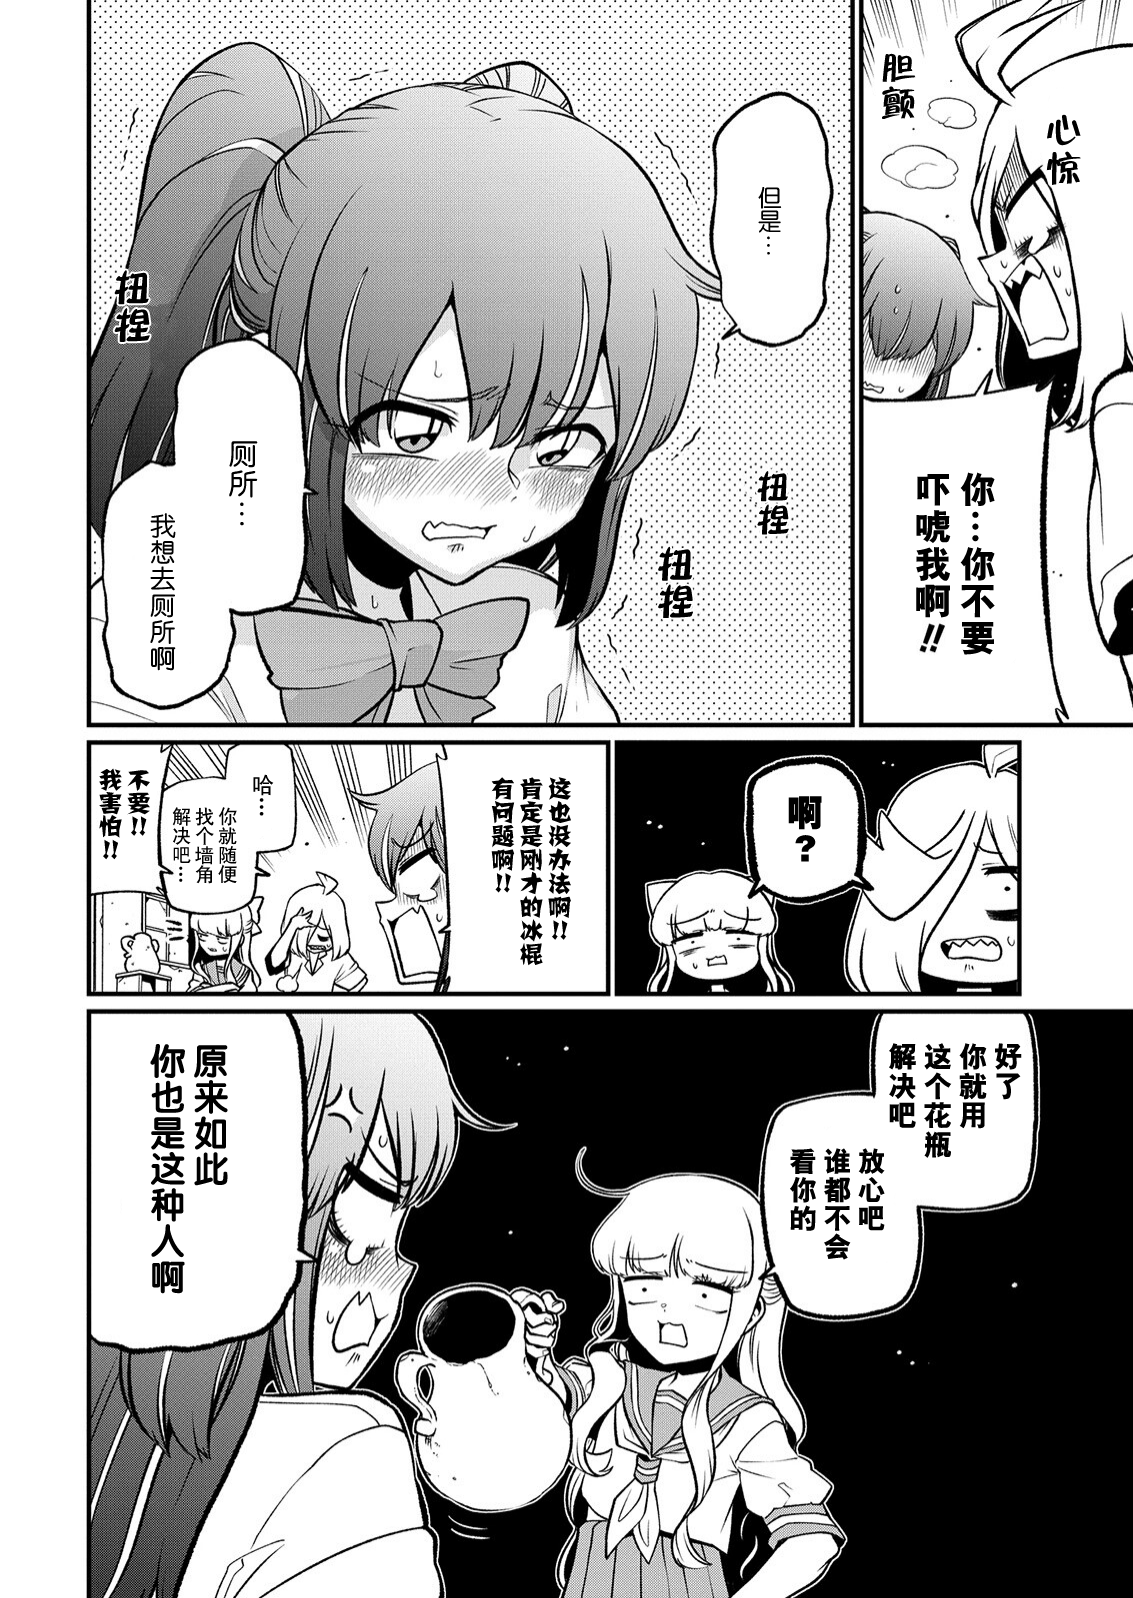 心惊
胆颤
你…你不要
吓唬我啊!!
但是…
扭捏
扭捏
扭捏
厕所…
我想去厕所啊
啊?
这也没办法啊!!
肯定是刚才的冰棍
有问题啊!!
哈…
你就随便
找个墙角
解决吧…
不要!!
我害怕!!
好了
你就用
这个花瓶
解决吧
放心吧
谁都不会
看你的
原来如此
你也是这种人啊